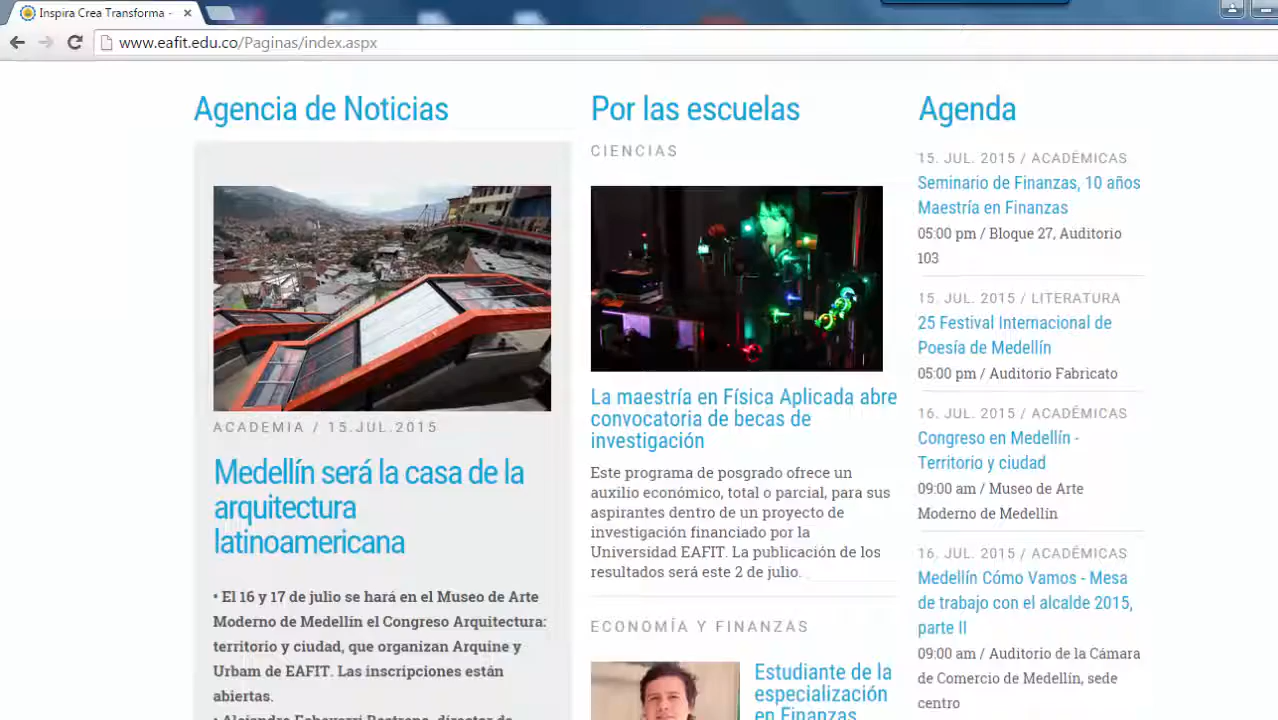 Inspira Crea Transforma -
www.eafit.edu.co/Paginas/index.aspx
Agencia de Noticias
ACADEMIA / 15.JUL.2015
Medellín será la casa de la
arquitectura
latinoamericana
• El 16 y 17 de julio se hará en el Museo de Arte
Moderno de Medellín el Congreso Arquitectura:
territorio y ciudad, que organizan Arquine y
Urbam de EAFIT. Las inscripciones están
abiertas.
• Alejandro Echeverri Restrepo, director de
Por las escuelas
CIENCIAS
La maestría en Física Aplicada abre
convocatoria de becas de
investigación
Este programa de posgrado ofrece un
auxilio económico, total o parcial, para sus
aspirantes dentro de un proyecto de
investigación financiado por la
Universidad EAFIT. La publicación de los
resultados será este 2 de julio.
ECONOMÍA Y FINANZAS
Estudiante de la
especialización
en Finanzas
Agenda
15. JUL. 2015 / ACADÉMICAS
Seminario de Finanzas, 10 años
Maestría en Finanzas
05:00 pm / Bloque 27, Auditorio
103
15. JUL. 2015 / LITERATURA
25 Festival Internacional de
Poesía de Medellín
05:00 pm / Auditorio Fabricato
16. JUL. 2015 / ACADÉMICAS
Congreso en Medellín -
Territorio y ciudad
09:00 am / Museo de Arte
Moderno de Medellín
16. JUL. 2015 / ACADÉMICAS
Medellín Cómo Vamos - Mesa
de trabajo con el alcalde 2015,
parte II
09:00 am / Auditorio de la Cámara
de Comercio de Medellín, sede
centro